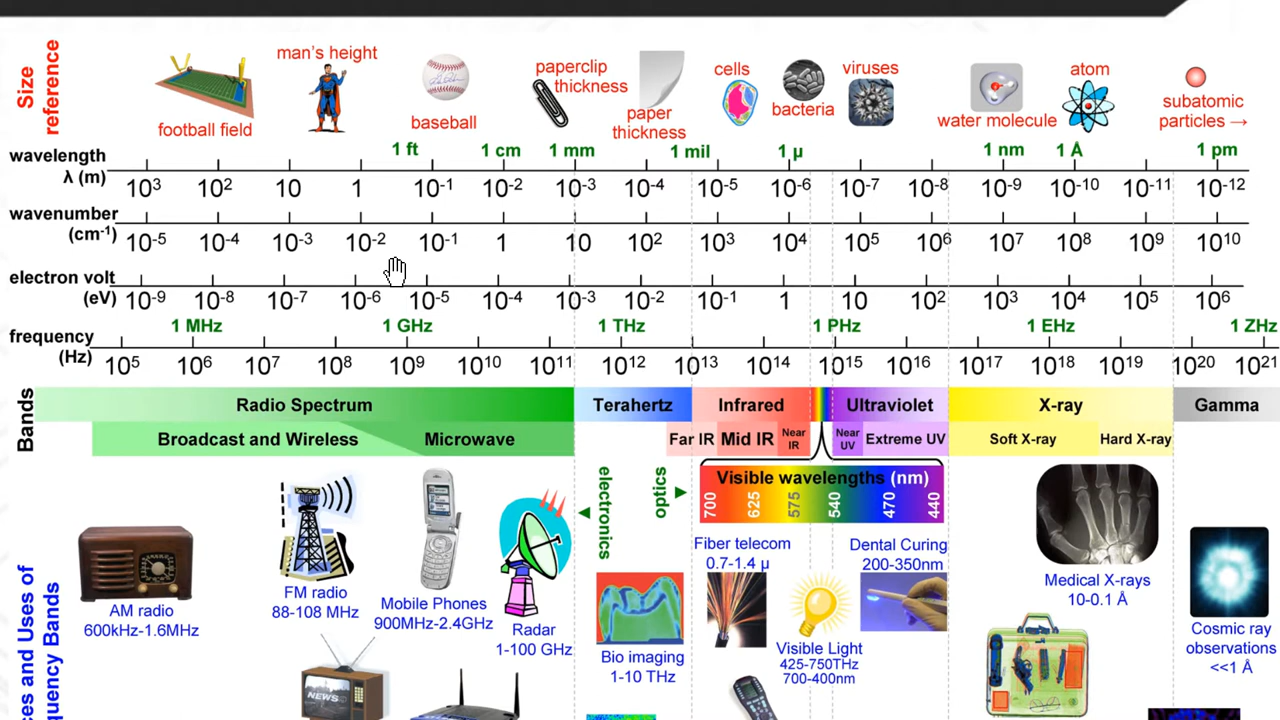 Size
reference
football field
man's height
baseball
paperclip
thickness
paper
thickness
cells
bacteria
viruses
water molecule
atom
subatomic
particles →
wavelength
λ (m)
1 ft 1 cm 1 mm 1 mil 1 µ 1 nm 1 Å 1 pm
10³ 10² 10 1 10⁻¹ 10⁻² 10⁻³ 10⁻⁴ 10⁻⁵ 10⁻⁶ 10⁻⁷ 10⁻⁸ 10⁻⁹ 10⁻¹⁰ 10⁻¹¹ 10⁻¹²
wavenumber
(cm⁻¹)
10⁻⁵ 10⁻⁴ 10⁻³ 10⁻² 10⁻¹ 1 10 10² 10³ 10⁴ 10⁵ 10⁶ 10⁷ 10⁸ 10⁹ 10¹⁰
electron volt
(eV)
10⁻⁹ 10⁻⁸ 10⁻⁷ 10⁻⁶ 10⁻⁵ 10⁻⁴ 10⁻³ 10⁻² 10⁻¹ 1 10 10² 10³ 10⁴ 10⁵ 10⁶
frequency
(Hz)
1 MHz 1 GHz 1 THz 1 PHz 1 EHz 1 ZHz
10⁵ 10⁶ 10⁷ 10⁸ 10⁹ 10¹⁰ 10¹¹ 10¹² 10¹³ 10¹⁴ 10¹⁵ 10¹⁶ 10¹⁷ 10¹⁸ 10¹⁹ 10²⁰ 10²¹
Bands
Radio Spectrum Terahertz Infrared Ultraviolet X-ray Gamma
Broadcast and Wireless Microwave
Far IR Mid IR
Near
IR
Near
UV
Extreme UV
Soft X-ray Hard X-ray
electronics
optics
Visible wavelengths (nm)
700 625 575 540 470 440
AM radio
600kHz-1.6MHz
FM radio
88-108 MHz
Mobile Phones
900MHz-2.4GHz
Radar
1-100 GHz
Bio imaging
1-10 THz
Fiber telecom
0.7-1.4 µ
Visible Light
425-750THz
700-400nm
Dental Curing
200-350nm
Medical X-rays
10-0.1 Å
Cosmic ray
observations
<<1 Å
NEWS
ces and Uses of
quency Bands